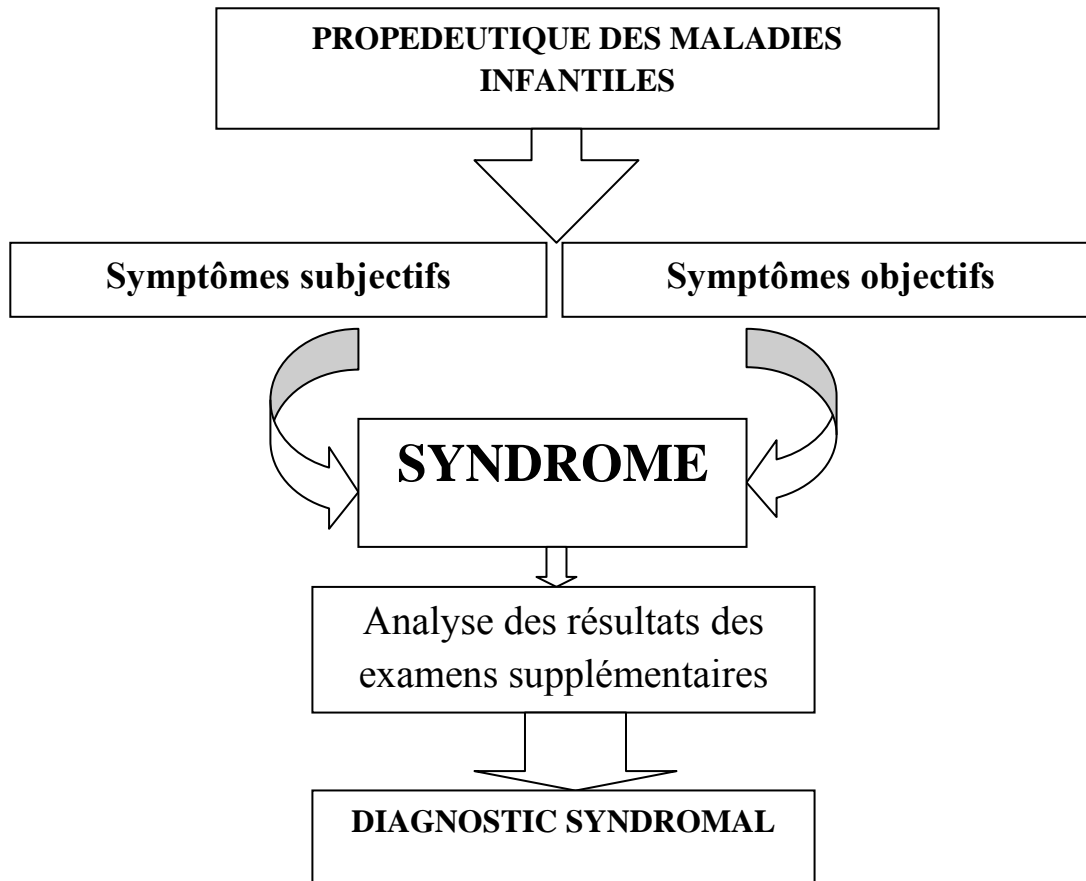 PROPEDEUTIQUE DES MALADIES
INFANTILES
Symptômes subjectifs
Symptômes objectifs
SYNDROME
Analyse des résultats des
examens supplémentaires
DIAGNOSTIC SYNDROMAL